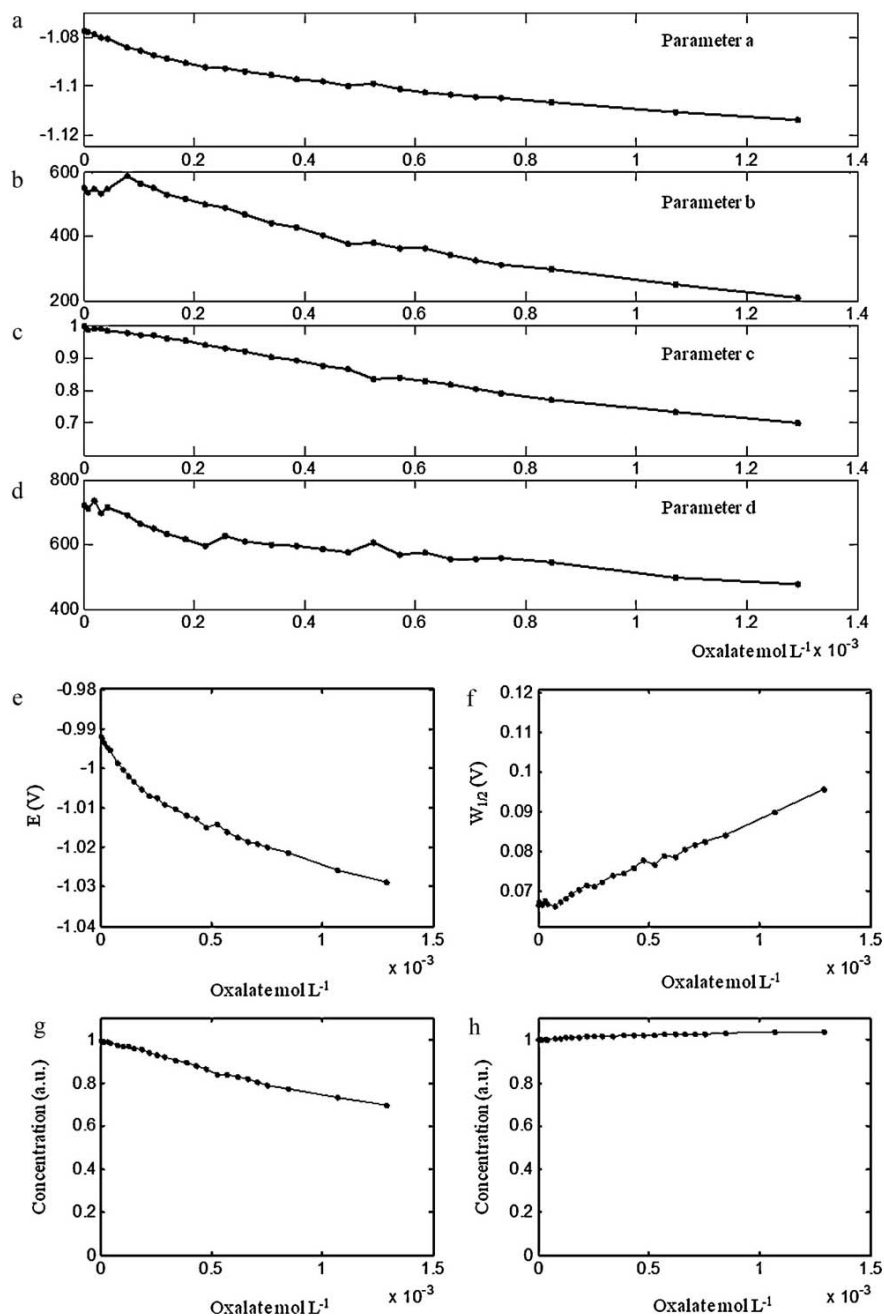 a
-1.08
-1.1
-1.12
Parameter a
0 0.2 0.4 0.6 0.8 1 1.2 1.4
b
600
400
200
Parameter b
0 0.2 0.4 0.6 0.8 1 1.2 1.4
c
1
0.9
0.8
0.7
Parameter c
0 0.2 0.4 0.6 0.8 1 1.2 1.4
d
800
600
400
Parameter d
0 0.2 0.4 0.6 0.8 1 1.2 1.4
Oxalate mol L-1 x 10-3
e
-0.98
-0.99
-1
-1.01
-1.02
-1.03
-1.04
E (V)
0 0.5 1 1.5
x 10-3
Oxalate mol L-1
f
0.12
0.11
0.1
0.09
0.08
0.07
W1/2 (V)
0 0.5 1 1.5
x 10-3
Oxalate mol L-1
g
1
0.8
0.6
0.4
0.2
0
Concentration (a.u.)
0 0.5 1 1.5
x 10-3
Oxalate mol L-1
h
1
0.8
0.6
0.4
0.2
0
Concentration (a.u.)
0 0.5 1 1.5
x 10-3
Oxalate mol L-1